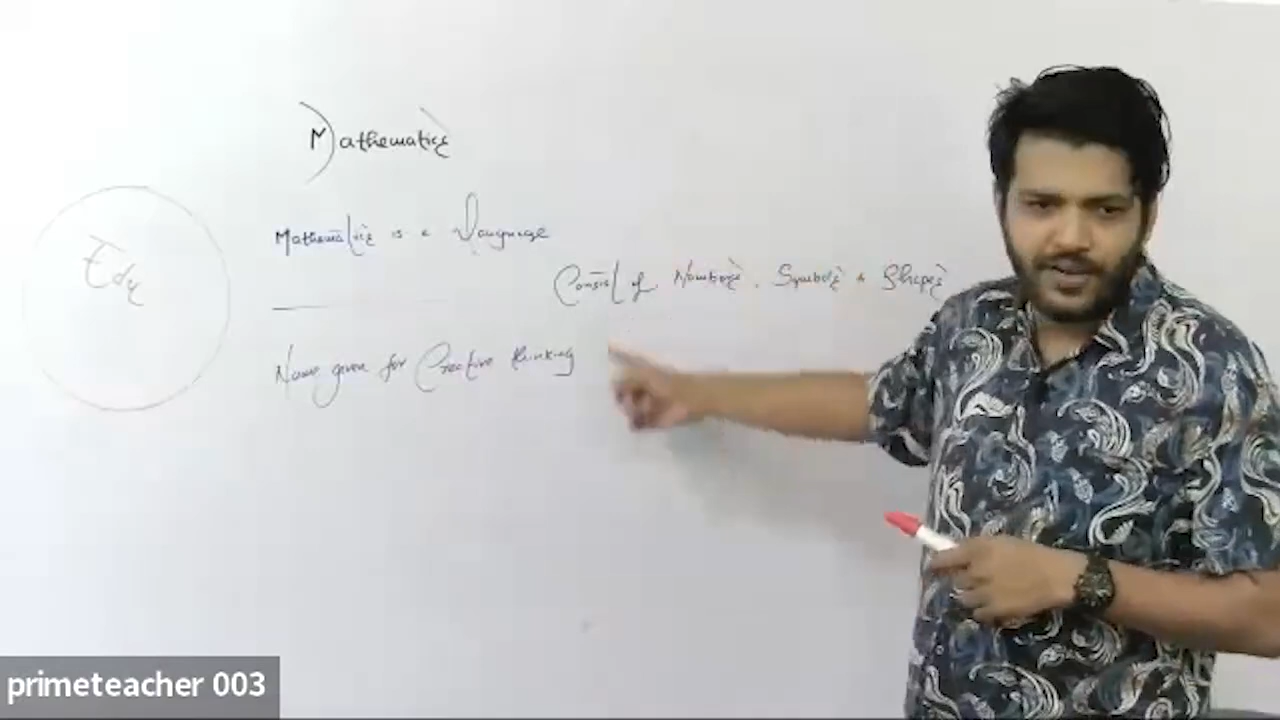 Mathematics
Mathematics is a language
Consist of Numbers, Symbols & Shapes
Name given for Creative thinking
primeteacher 003